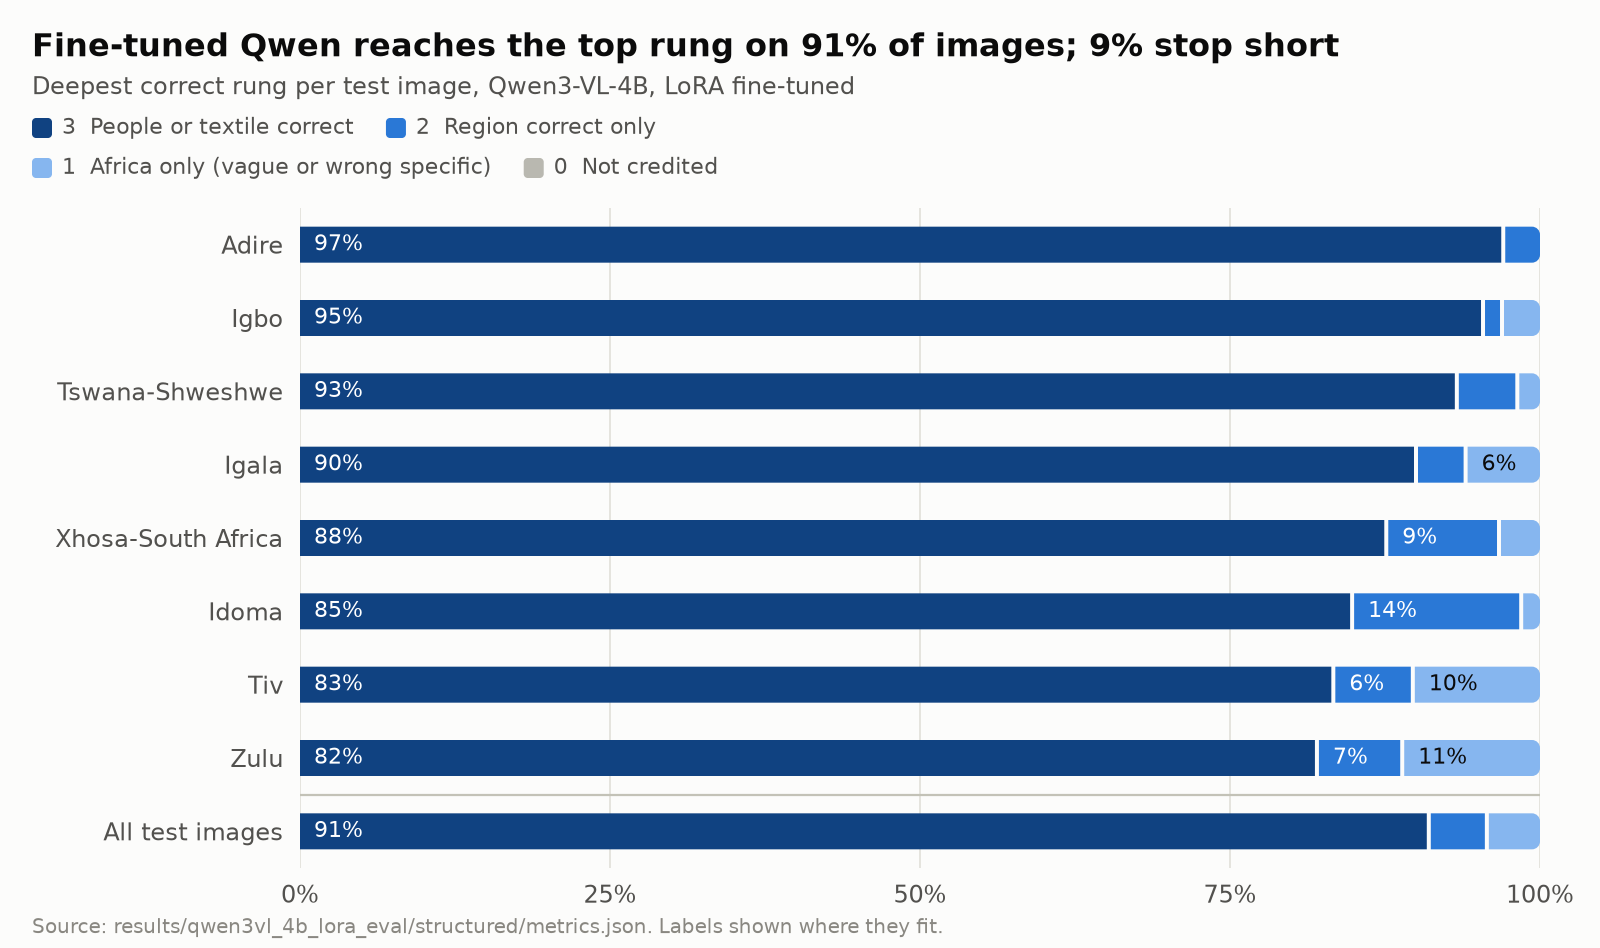 Fine-tuned Qwen reaches the top rung on 91% of images; 9% stop short
Deepest correct rung per test image, Qwen3-VL-4B, LoRA fine-tuned
3 People or textile correct 2 Region correct only
1 Africa only (vague or wrong specific) 0 Not credited
Adire 97%
Igbo 95%
Tswana-Shweshwe 93%
Igala 90% 6%
Xhosa-South Africa 88% 9%
Idoma 85% 14%
Tiv 83% 6% 10%
Zulu 82% 7% 11%
All test images 91%
0% 25% 50% 75% 100%
Source: results/qwen3vl_4b_lora_eval/structured/metrics.json. Labels shown where they fit.